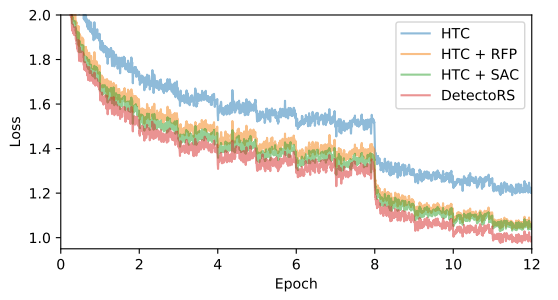 2.0
1.8
1.6
1.4
1.2
1.0
Loss
HTC
HTC + RFP
HTC + SAC
DetectoRS
0 2 4 6 8 10 12
Epoch